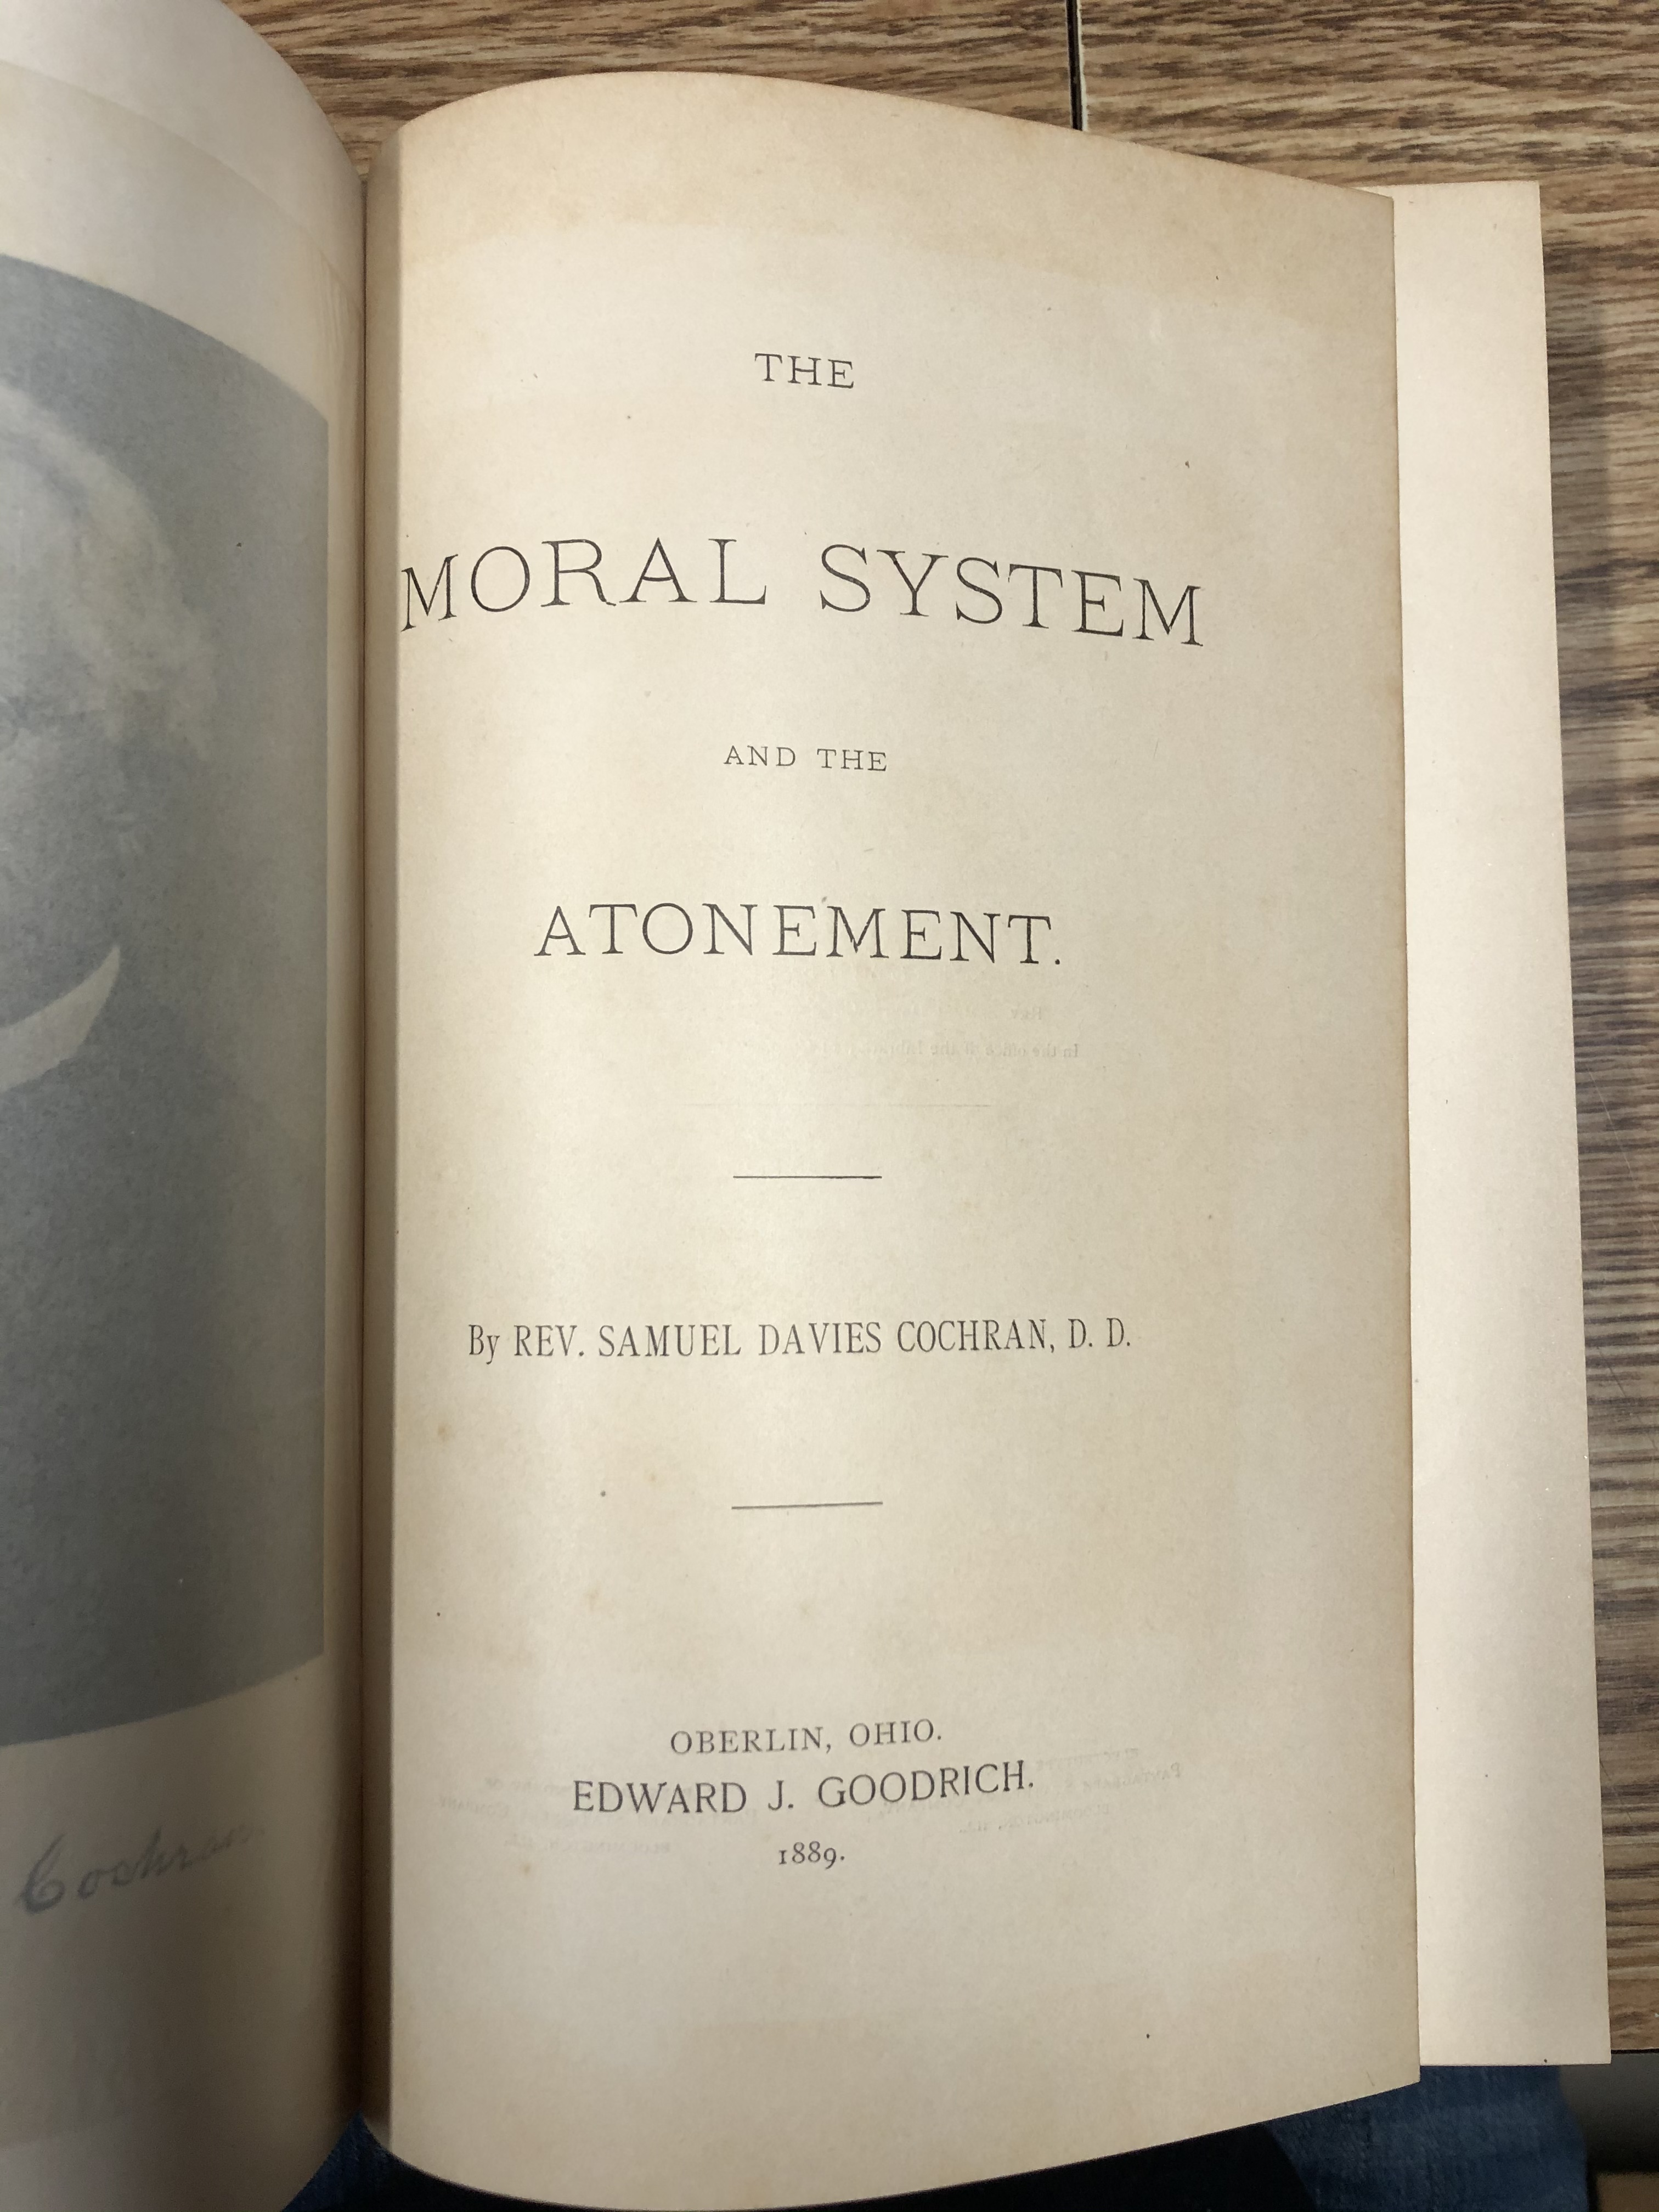 THE
MORAL SYSTEM
AND THE
ATONEMENT.
By REV. SAMUEL DAVIES COCHRAN, D. D.
OBERLIN, OHIO.
EDWARD J. GOODRICH.
1889.
Cochran.